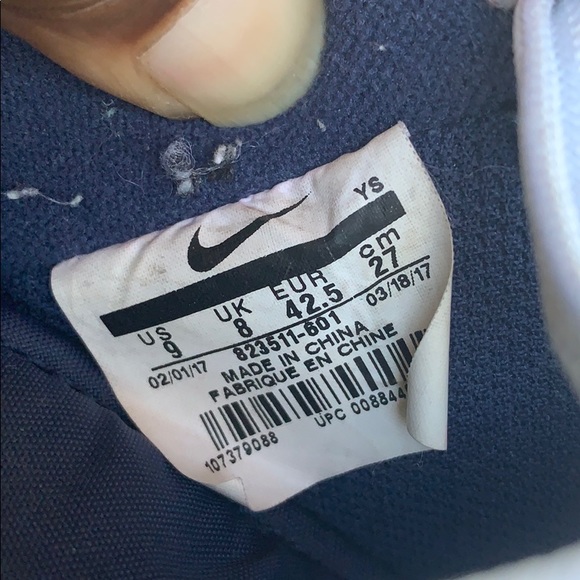 YS
US UK EUR cm
9 8 42.5 27
02/01/17 823511-601 03/18/17
MADE IN CHINA
FABRIQUE EN CHINE
107379088 UPC 008844